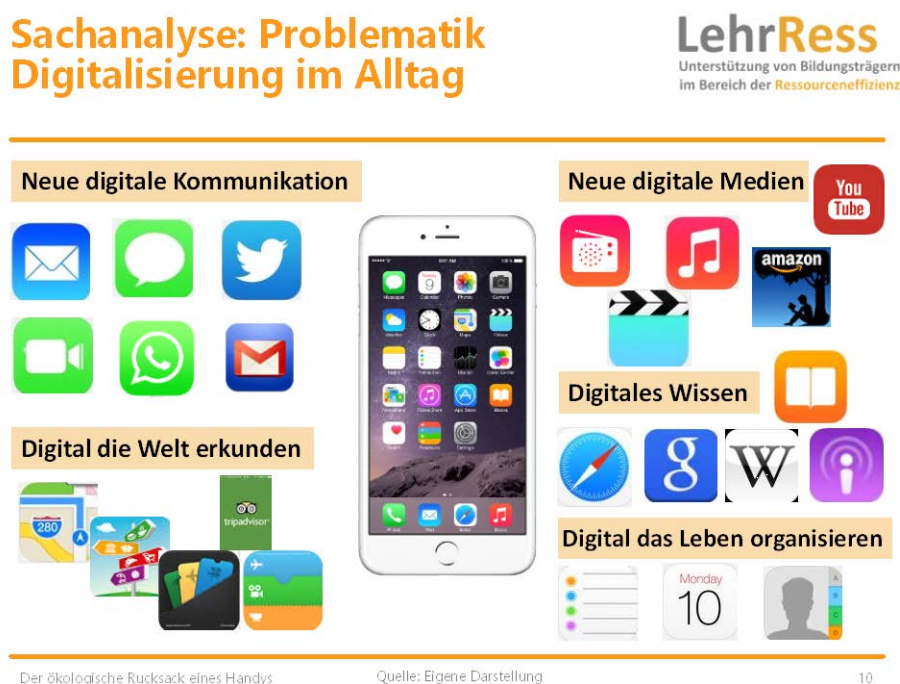 Sachanalyse: Problematik
Digitalisierung im Alltag
LehrRess
Unterstützung von Bildungsträgern
im Bereich der Ressourceneffizienz
Neue digitale Kommunikation
Neue digitale Medien
You
Tube
amazon
Digitales Wissen
Digital die Welt erkunden
280
tripadvisor
g
W
Digital das Leben organisieren
Monday
10
A
B
C
D
Der ökologische Rucksack eines Handys
Quelle: Eigene Darstellung
10